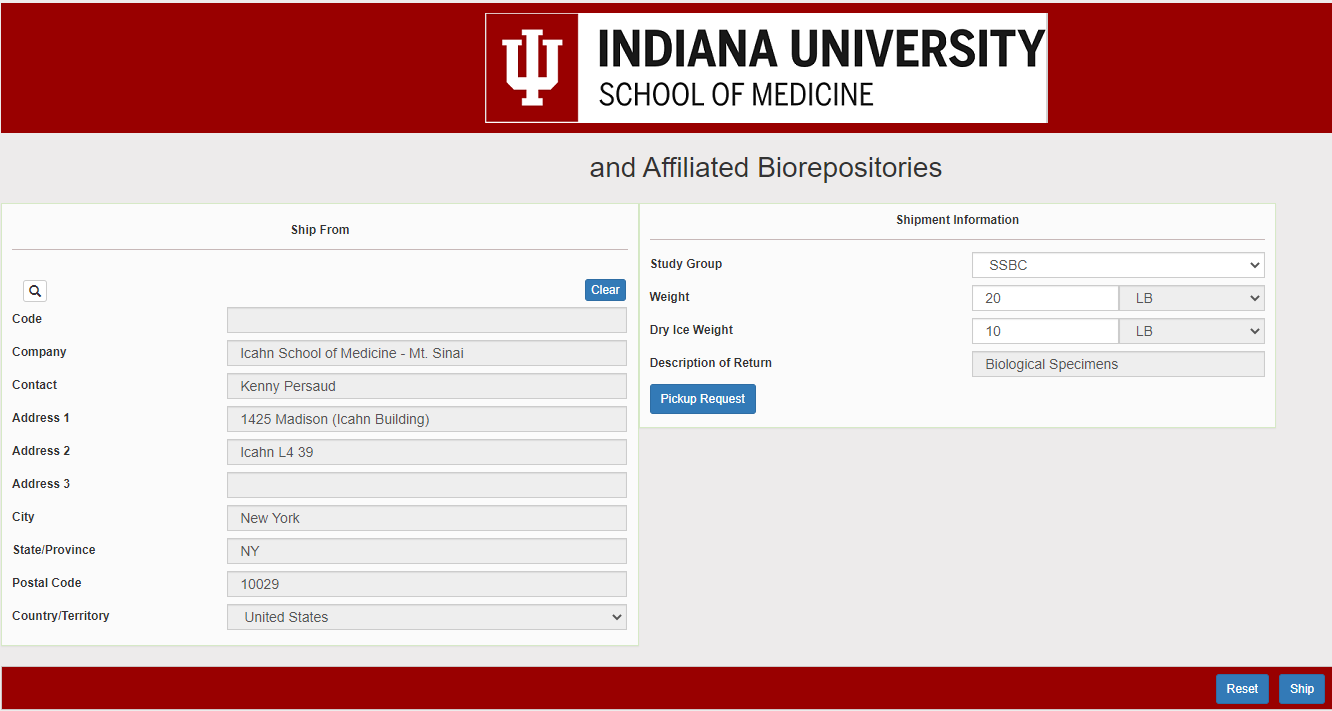 INDIANA UNIVERSITY
SCHOOL OF MEDICINE
and Affiliated Biorepositories
Ship From
Clear
Code
Company Icahn School of Medicine - Mt. Sinai
Contact Kenny Persaud
Address 1 1425 Madison (Icahn Building)
Address 2 Icahn L4 39
Address 3
City New York
State/Province NY
Postal Code 10029
Country/Territory United States
Shipment Information
Study Group SSBC
Weight 20 LB
Dry Ice Weight 10 LB
Description of Return Biological Specimens
Pickup Request
Reset Ship